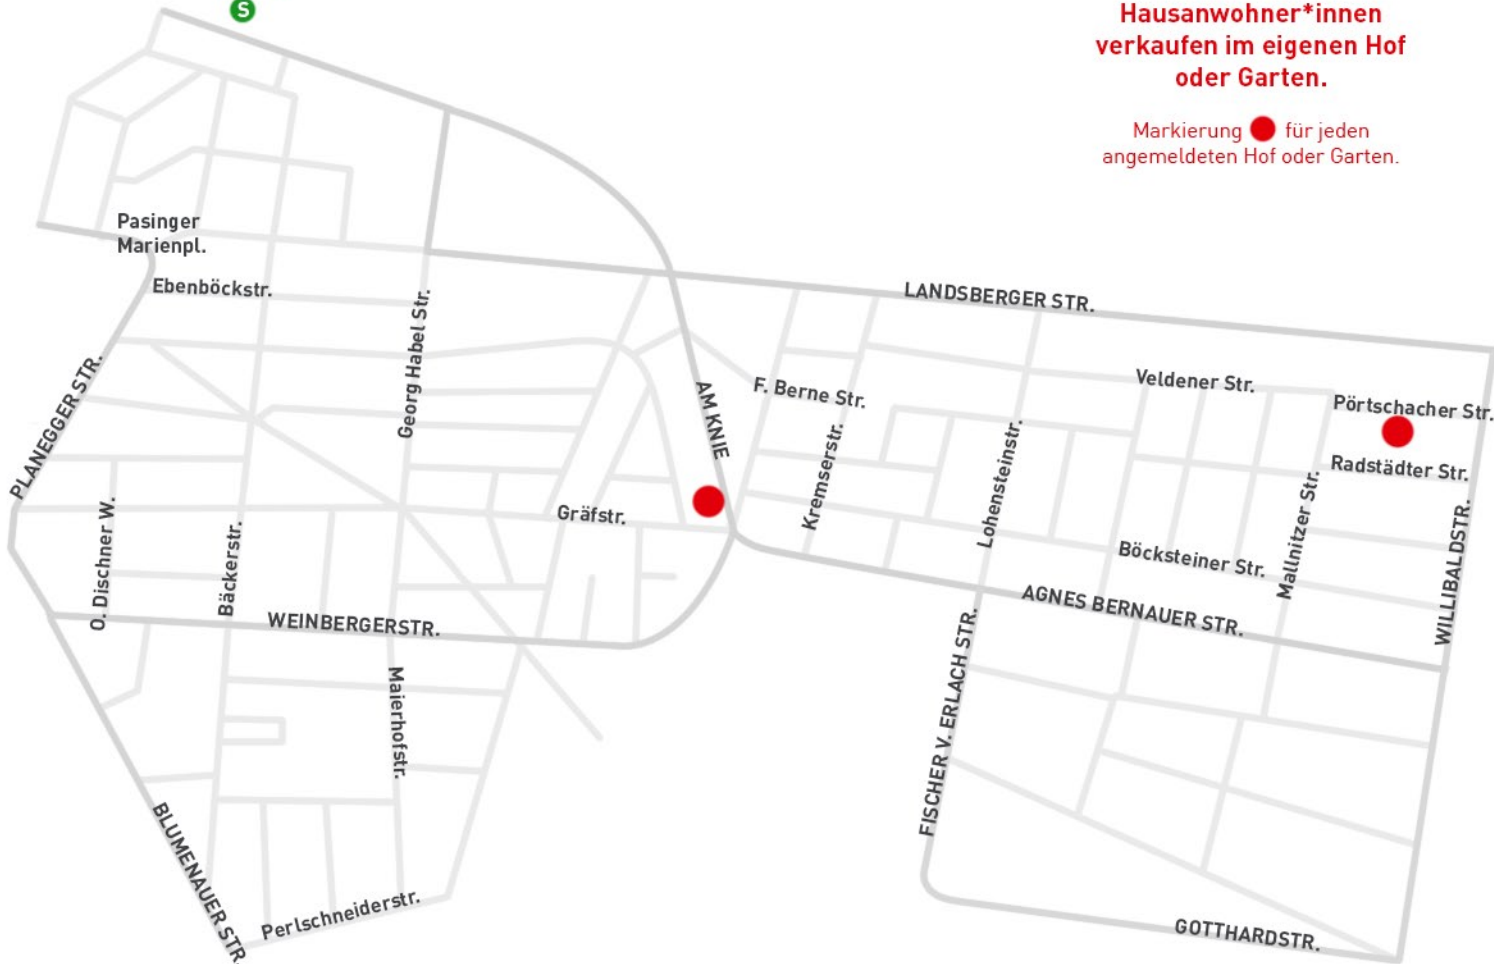 S
Hausanwohner*innen
verkaufen im eigenen Hof
oder Garten.
Markierung für jeden
angemeldeten Hof oder Garten.
Pasinger
Marienpl.
Ebenböckstr.
LANDSBERGER STR.
Georg Habel Str.
PLANEGGER STR.
AM KNIE
F. Berne Str.
Veldener Str.
Pörtschacher Str.
Radstädter Str.
Kremserstr.
Lohensteinstr.
Mallnitzer Str.
WILLIBALDSTR.
Gräfstr.
O. Dischner W.
Bäckerstr.
Böcksteiner Str.
WEINBERGERSTR.
AGNES BERNAUER STR.
Maierhofstr.
FISCHER V. ERLACH STR.
BLUMENAUER STR
Perlschneiderstr.
GOTTHARDSTR.